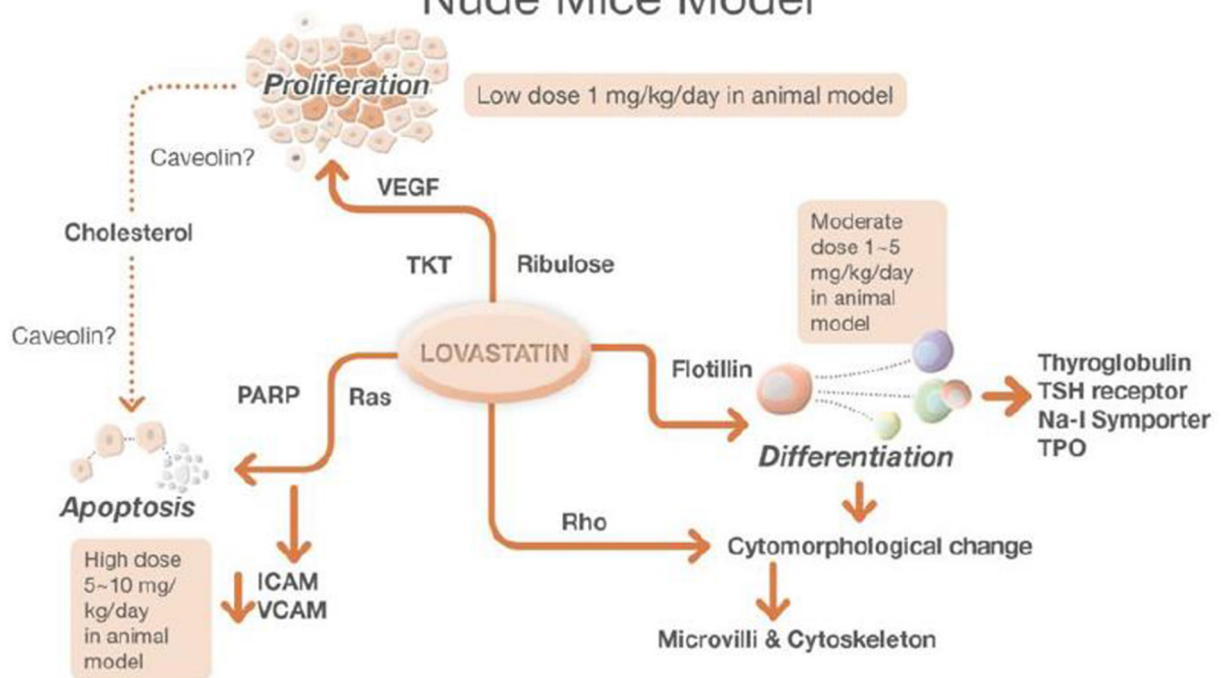 Nude Mice Model
Proliferation
Low dose 1 mg/kg/day in animal model
Caveolin?
VEGF
Cholesterol
TKT
Ribulose
Moderate
dose 1~5
mg/kg/day
in animal
model
Caveolin?
LOVASTATIN
Flotillin
PARP
Ras
Thyroglobulin
TSH receptor
Na-I Symporter
TPO
Differentiation
Apoptosis
Rho
Cytomorphological change
High dose
5~10 mg/
kg/day
in animal
model
ICAM
VCAM
Microvilli & Cytoskeleton